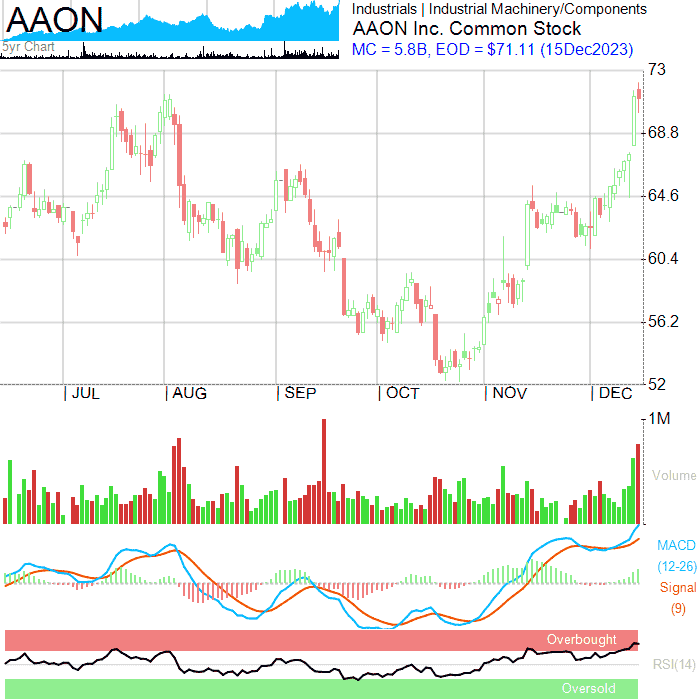 AAON
5yr Chart
Industrials | Industrial Machinery/Components
AAON Inc. Common Stock
MC = 5.8B, EOD = $71.11 (15Dec2023)
73
68.8
64.6
60.4
56.2
52
JUL
AUG
SEP
OCT
NOV
DEC
1M
Volume
MACD
(12-26)
Signal
(9)
Overbought
RSI(14)
Oversold